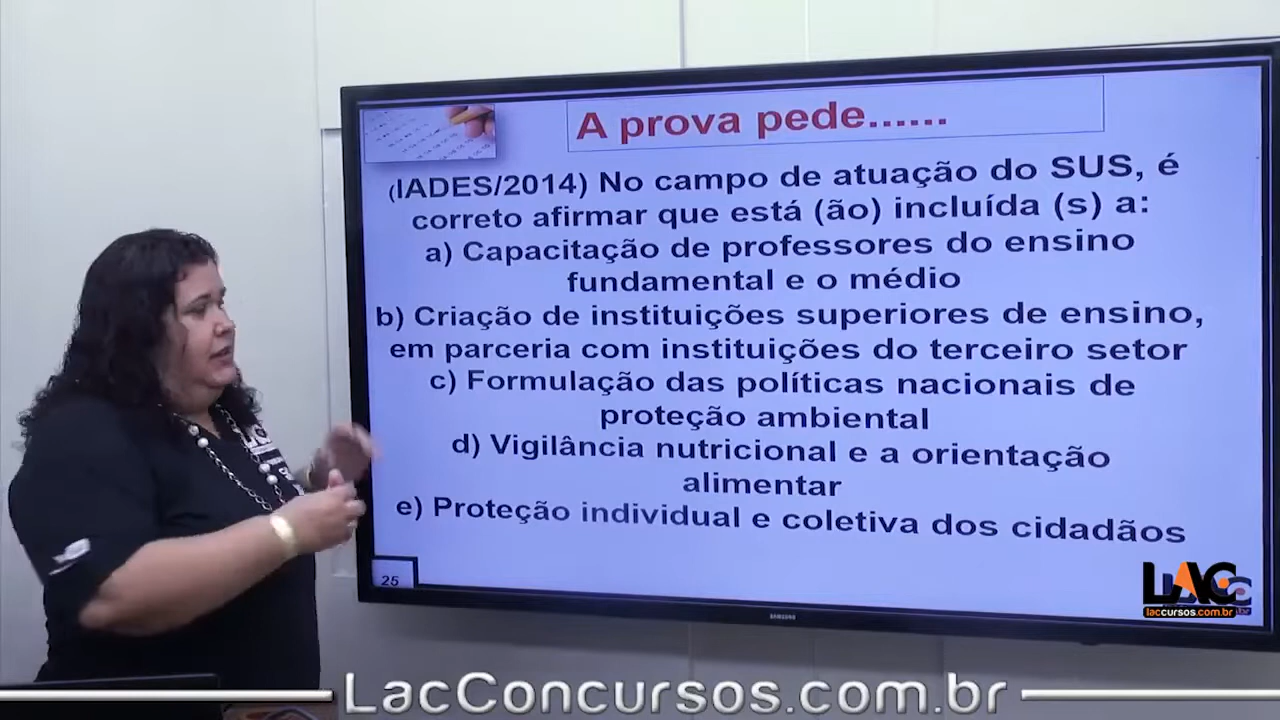 A prova pede......
(IADES/2014) No campo de atuação do SUS, é
correto afirmar que está (ão) incluída (s) a:
a) Capacitação de professores do ensino
fundamental e o médio
b) Criação de instituições superiores de ensino,
em parceria com instituições do terceiro setor
c) Formulação das políticas nacionais de
proteção ambiental
d) Vigilância nutricional e a orientação
alimentar
e) Proteção individual e coletiva dos cidadãos
25
LAC
laccursos.com.br
SAMSUNG
LacConcursos.com.br